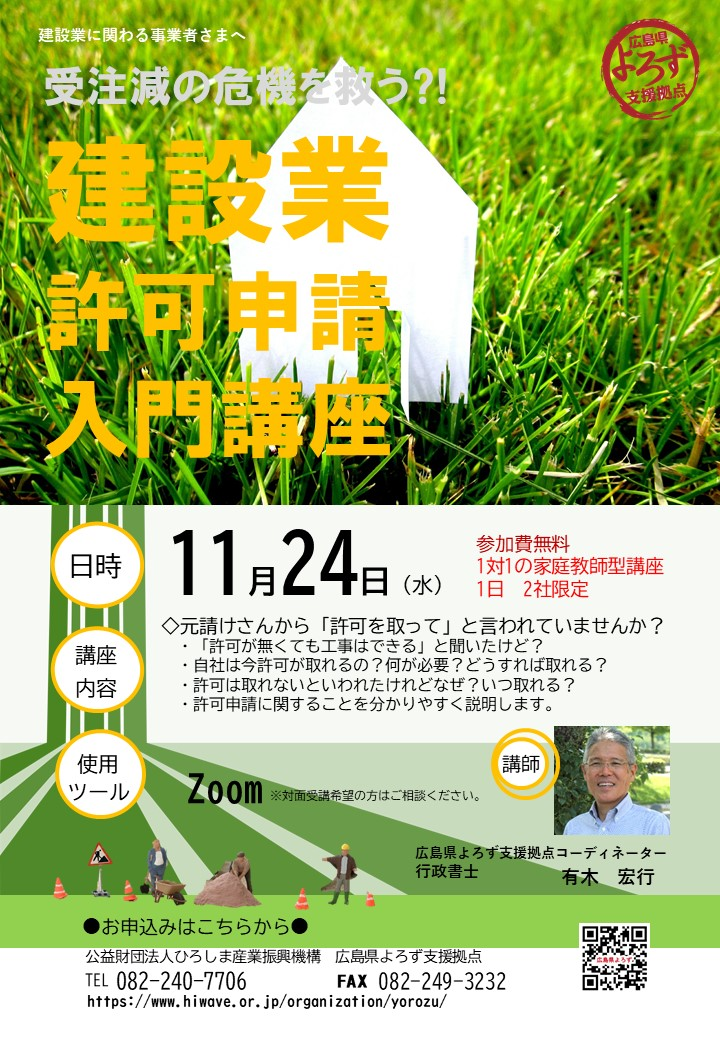 建設業に関わる事業者さまへ
広島県
よろず
支援拠点
受注減の危機を救う?!
建設業
許可申請
入門講座
日時
11月24日（水）
参加費無料
1対1の家庭教師型講座
1日　2社限定
講座
内容
◇元請けさんから「許可を取って」と言われていませんか？
・「許可が無くても工事はできる」と聞いたけど？
・自社は今許可が取れるの？何が必要？どうすれば取れる？
・許可は取れないといわれたけれどなぜ？いつ取れる？
・許可申請に関することを分かりやすく説明します。
使用
ツール
Zoom ※対面受講希望の方はご相談ください。
講師
広島県よろず支援拠点コーディネーター
行政書士　有木　宏行
●お申込みはこちらから●
公益財団法人ひろしま産業振興機構　広島県よろず支援拠点
TEL 082-240-7706　FAX 082-249-3232
https://www.hiwave.or.jp/organization/yorozu/
広島県よろず